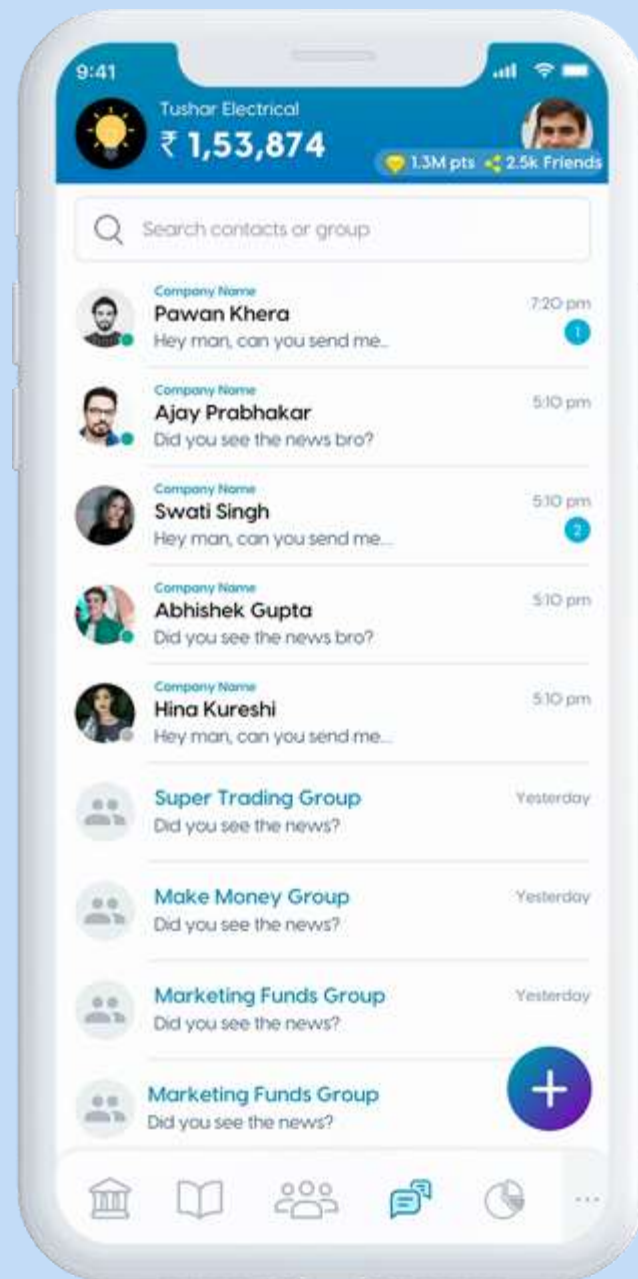 9:41
Tushar Electrical
₹ 1,53,874
1.3M pts 2.5k Friends
Search contacts or group
Company Name
Pawan Khera 7:20 pm
Hey man, can you send me... 1
Company Name
Ajay Prabhakar 5:10 pm
Did you see the news bro?
Company Name
Swati Singh 5:10 pm
Hey man, can you send me... 2
Company Name
Abhishek Gupta 5:10 pm
Did you see the news bro?
Company Name
Hina Kureshi 5:10 pm
Hey man, can you send me...
Super Trading Group Yesterday
Did you see the news?
Make Money Group Yesterday
Did you see the news?
Marketing Funds Group Yesterday
Did you see the news?
Marketing Funds Group
Did you see the news?